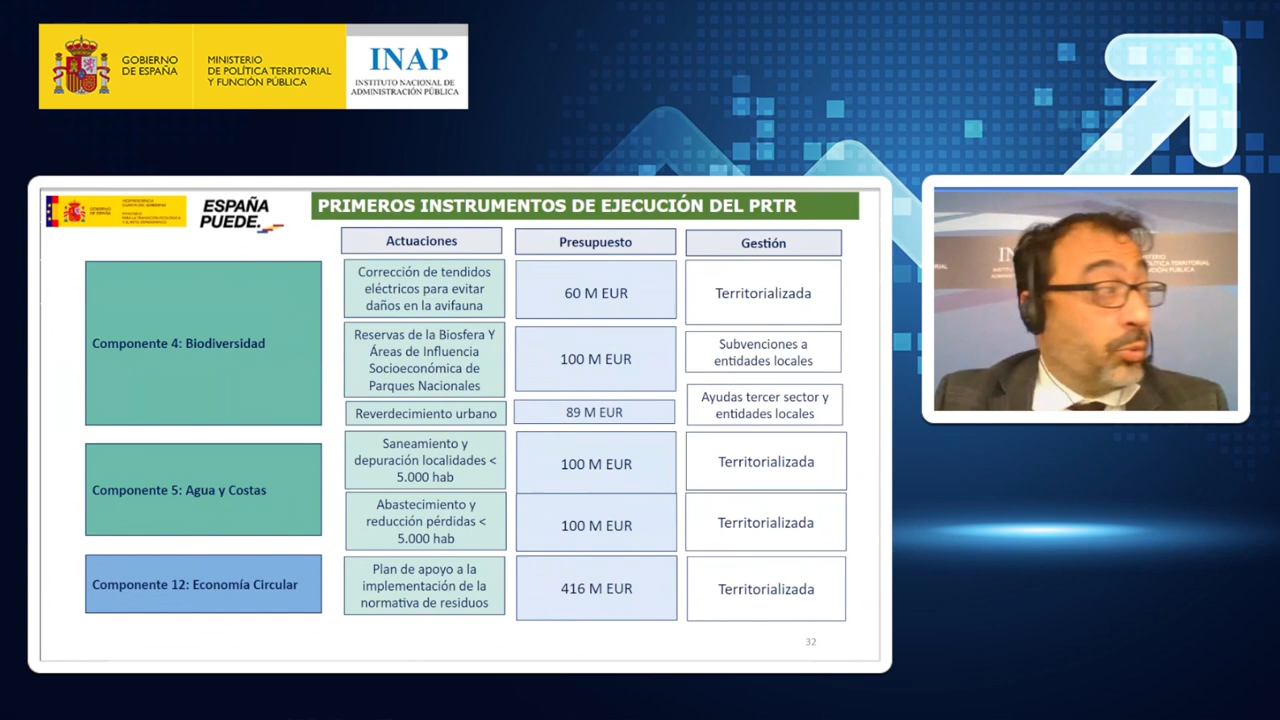 GOBIERNO
DE ESPAÑA
MINISTERIO
DE POLÍTICA TERRITORIAL
Y FUNCIÓN PÚBLICA
INAP
INSTITUTO NACIONAL DE
ADMINISTRACIÓN PÚBLICA
GOBIERNO
DE ESPAÑA
ESPAÑA
PUEDE.
PRIMEROS INSTRUMENTOS DE EJECUCIÓN DEL PRTR
Actuaciones
Presupuesto
Gestión
Componente 4: Biodiversidad
Corrección de tendidos
eléctricos para evitar
daños en la avifauna
60 M EUR
Territorializada
Reservas de la Biosfera Y
Áreas de Influencia
Socioeconómica de
Parques Nacionales
100 M EUR
Subvenciones a
entidades locales
Reverdecimiento urbano
89 M EUR
Ayudas tercer sector y
entidades locales
Componente 5: Agua y Costas
Saneamiento y
depuración localidades <
5.000 hab
100 M EUR
Territorializada
Abastecimiento y
reducción pérdidas <
5.000 hab
100 M EUR
Territorializada
Componente 12: Economía Circular
Plan de apoyo a la
implementación de la
normativa de residuos
416 M EUR
Territorializada
32